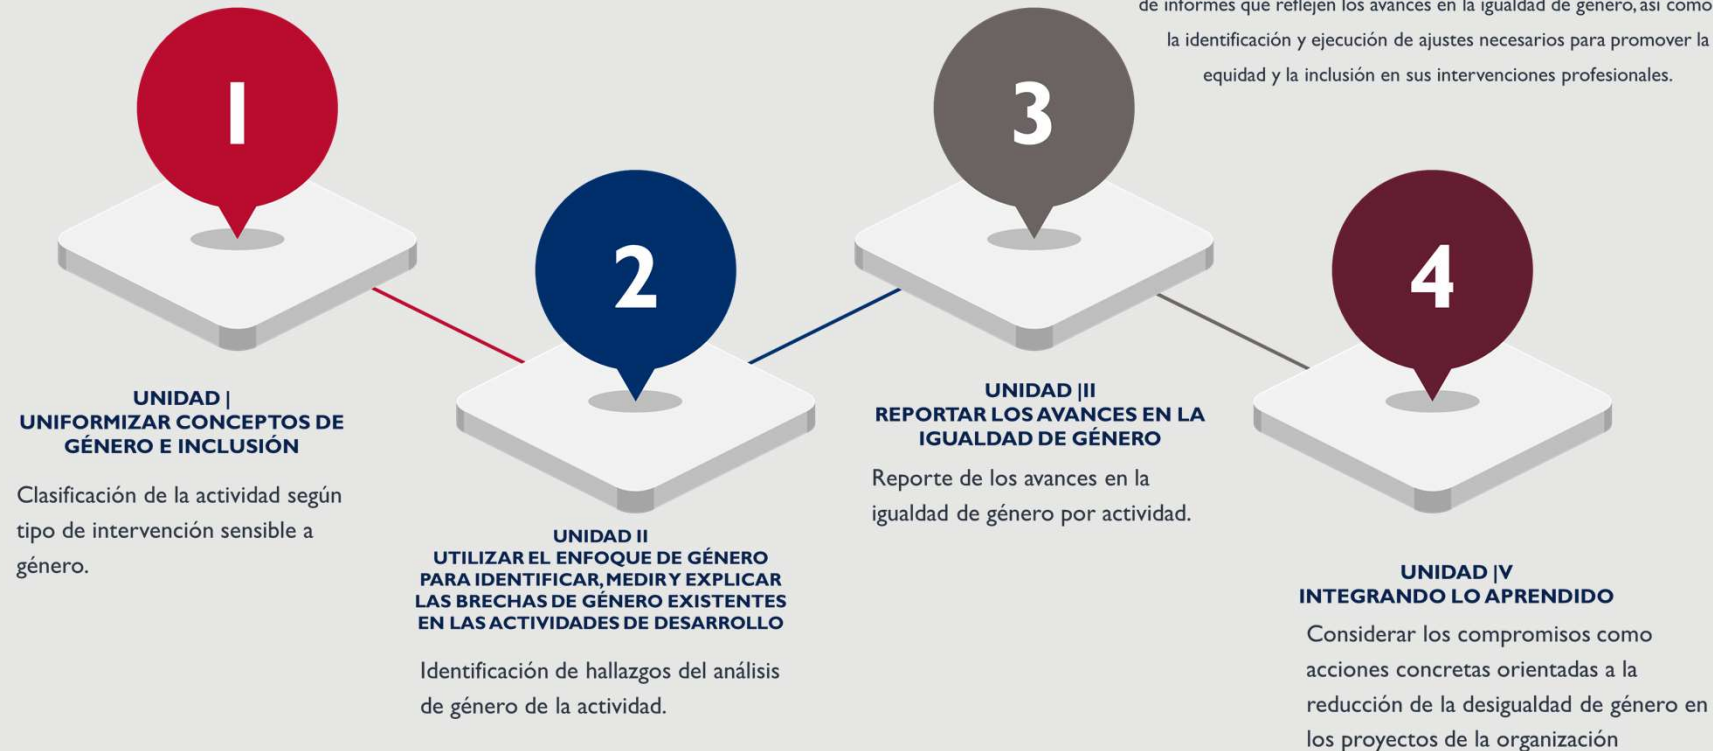 de informes que reflejen los avances en la igualdad de género, así como
la identificación y ejecución de ajustes necesarios para promover la
equidad y la inclusión en sus intervenciones profesionales.
1
UNIDAD |
UNIFORMIZAR CONCEPTOS DE
GÉNERO E INCLUSIÓN
Clasificación de la actividad según
tipo de intervención sensible a
género.
2
UNIDAD II
UTILIZAR EL ENFOQUE DE GÉNERO
PARA IDENTIFICAR, MEDIR Y EXPLICAR
LAS BRECHAS DE GÉNERO EXISTENTES
EN LAS ACTIVIDADES DE DESARROLLO
Identificación de hallazgos del análisis
de género de la actividad.
3
UNIDAD |II
REPORTAR LOS AVANCES EN LA
IGUALDAD DE GÉNERO
Reporte de los avances en la
igualdad de género por actividad.
4
UNIDAD |V
INTEGRANDO LO APRENDIDO
Considerar los compromisos como
acciones concretas orientadas a la
reducción de la desigualdad de género en
los proyectos de la organización